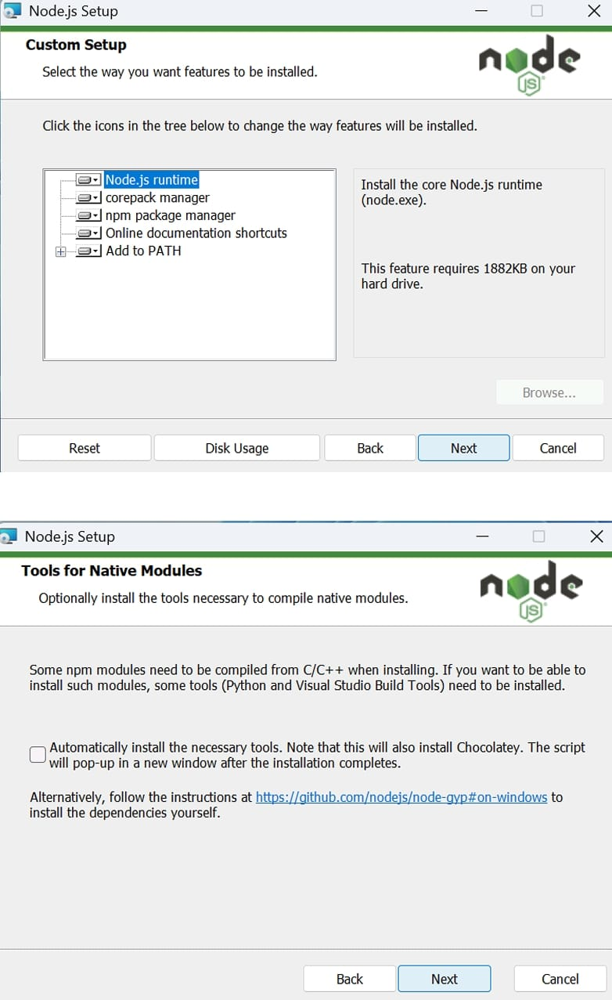 Node.js Setup
Custom Setup
Select the way you want features to be installed.
node
JS
Click the icons in the tree below to change the way features will be installed.
Node.js runtime
corepack manager
npm package manager
Online documentation shortcuts
Add to PATH
Install the core Node.js runtime
(node.exe).
This feature requires 1882KB on your
hard drive.
Browse...
Reset
Disk Usage
Back
Next
Cancel
Node.js Setup
Tools for Native Modules
Optionally install the tools necessary to compile native modules.
node
JS
Some npm modules need to be compiled from C/C++ when installing. If you want to be able to
install such modules, some tools (Python and Visual Studio Build Tools) need to be installed.
Automatically install the necessary tools. Note that this will also install Chocolatey. The script
will pop-up in a new window after the installation completes.
Alternatively, follow the instructions at https://github.com/nodejs/node-gyp#on-windows to
install the dependencies yourself.
Back
Next
Cancel